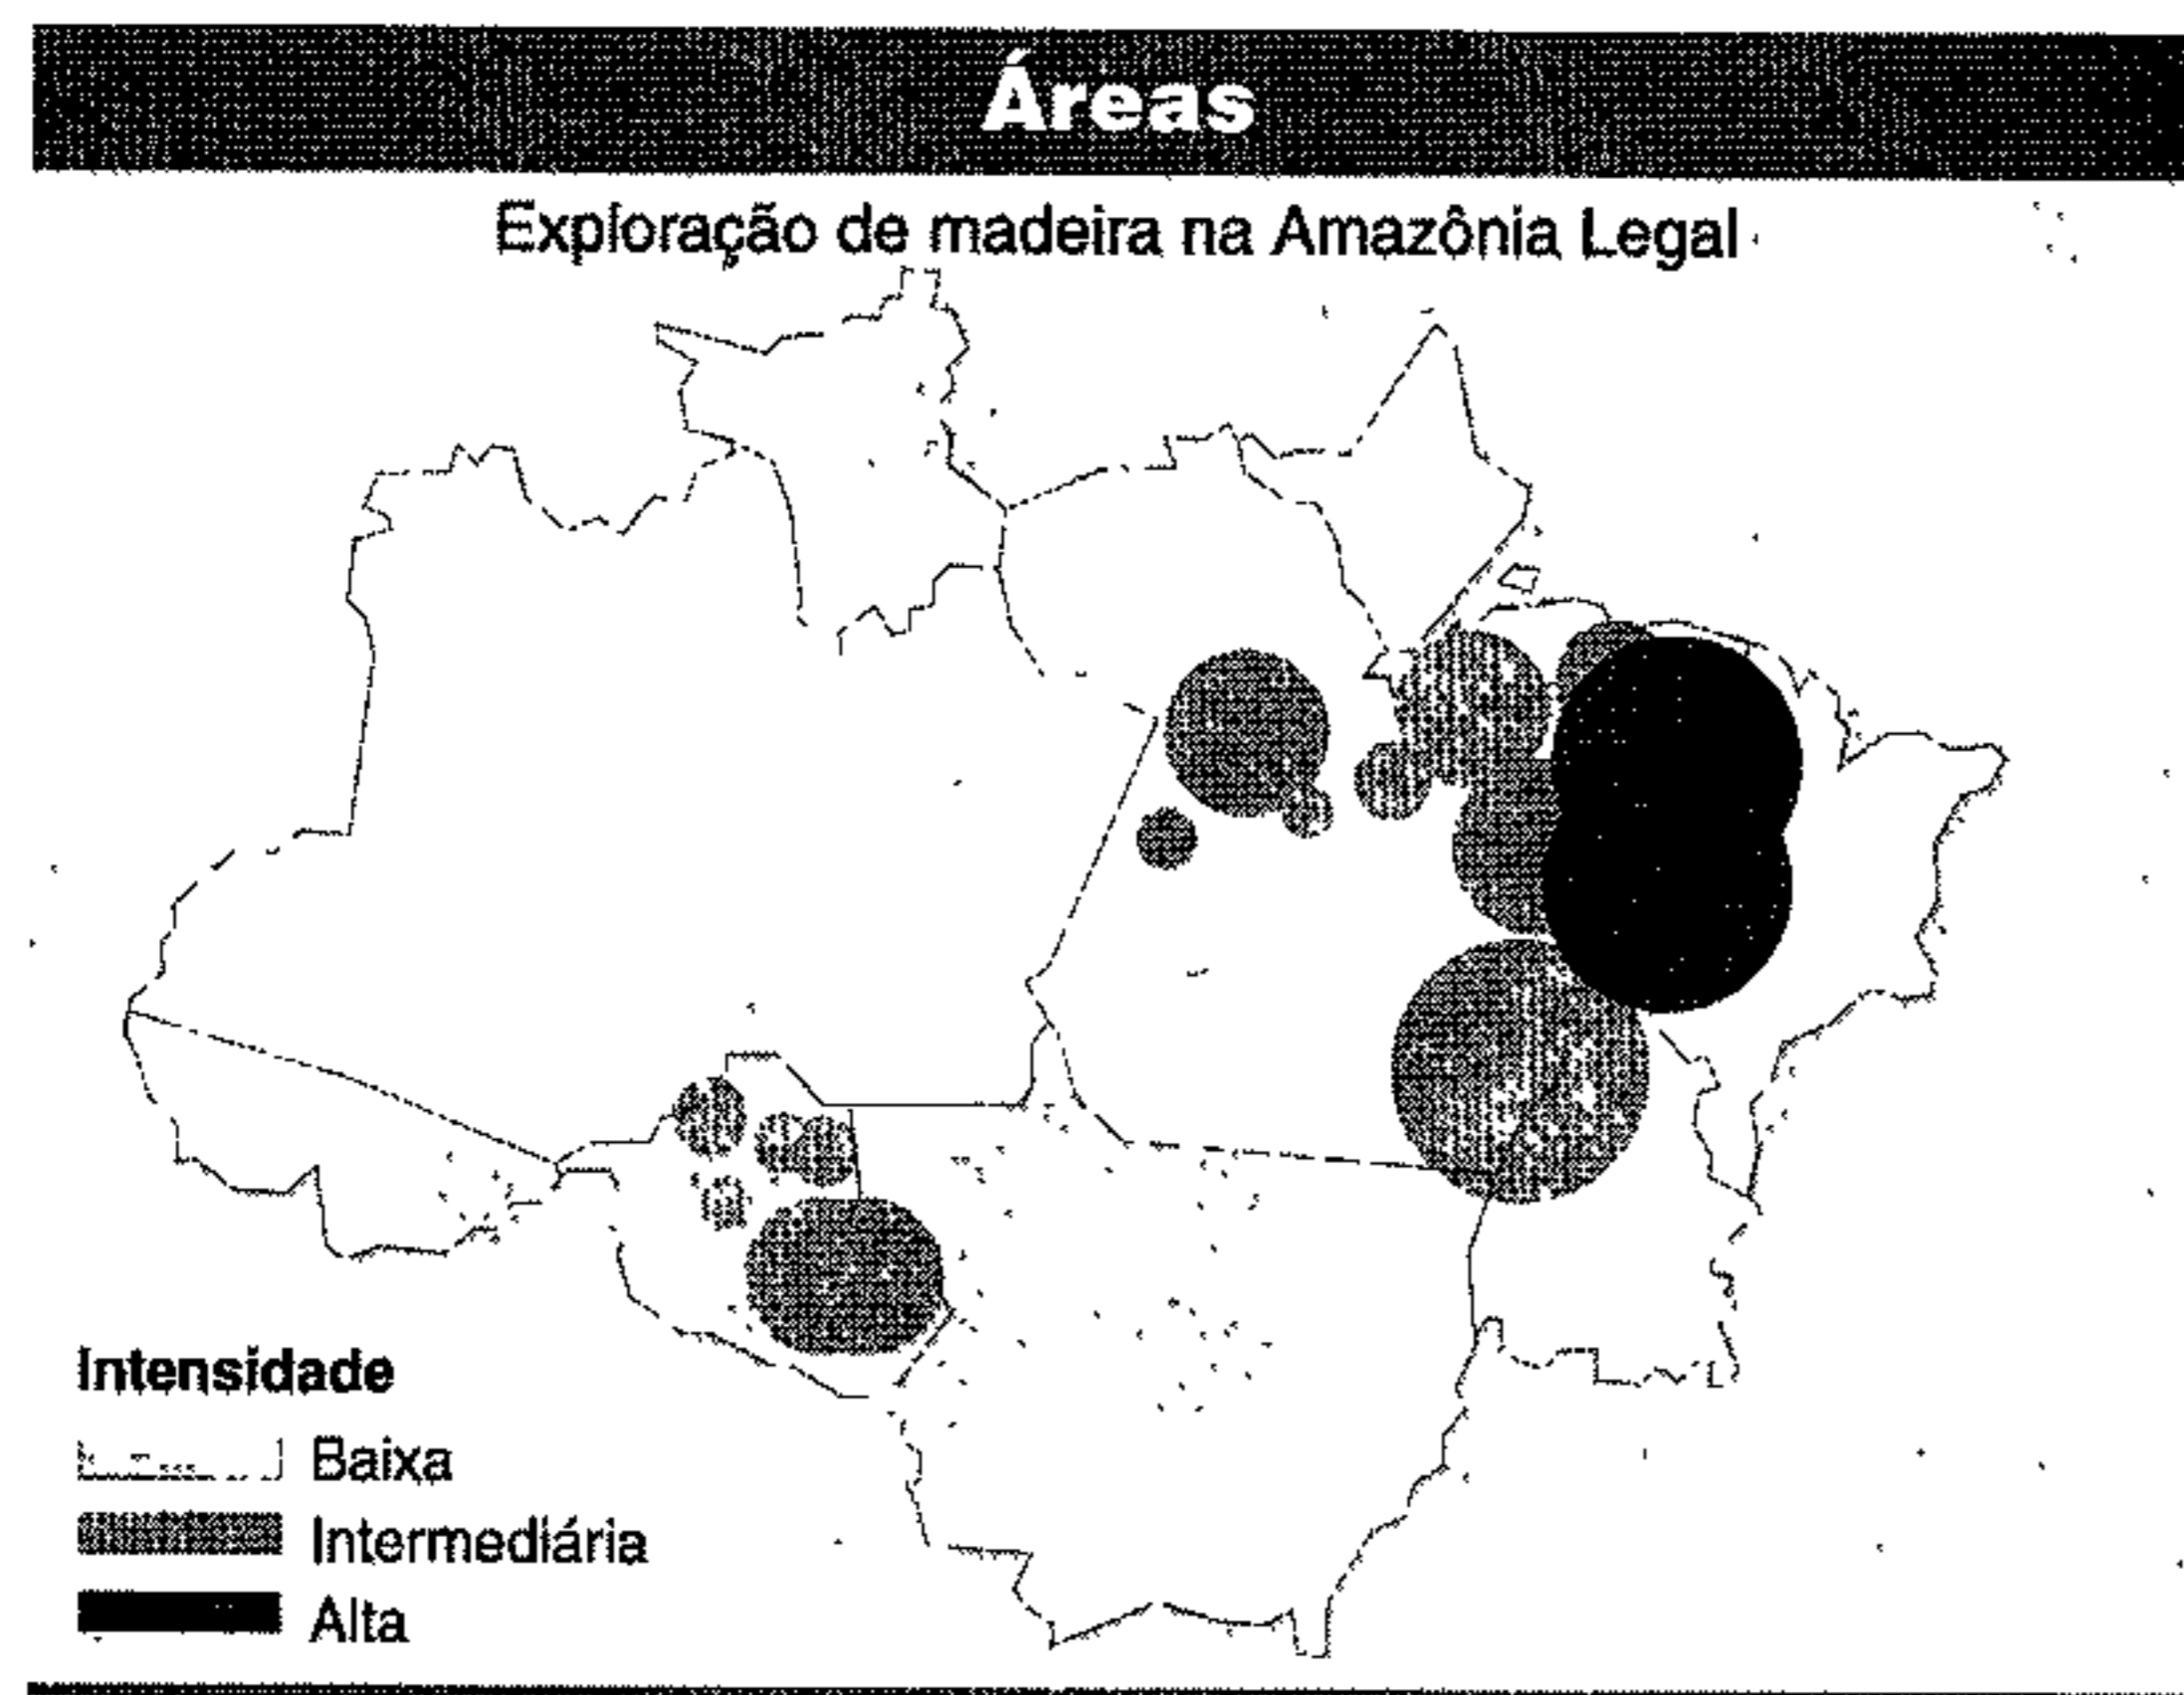 Áreas
Exploração de madeira na Amazônia Legal
Intensidade
Baixa
Intermediária
Alta